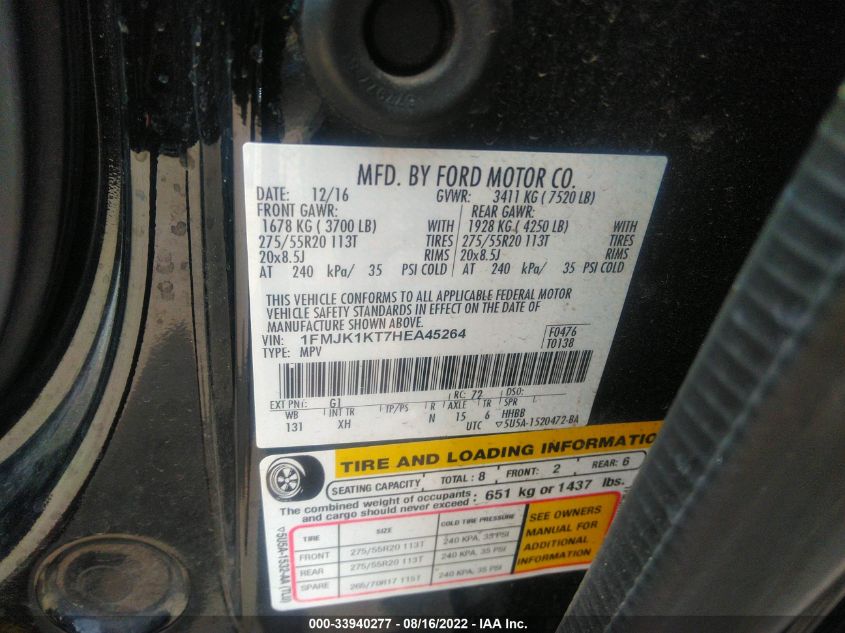 MFD. BY FORD MOTOR CO.
DATE: 12/16 GVWR: 3411 KG ( 7520 LB)
FRONT GAWR: REAR GAWR:
1678 KG ( 3700 LB) WITH 1928 KG ( 4250 LB) WITH
275/55R20 113T TIRES 275/55R20 113T TIRES
20x8.5J RIMS 20x8.5J RIMS
AT 240 kPa/ 35 PSI COLD AT 240 kPa/ 35 PSI COLD
THIS VEHICLE CONFORMS TO ALL APPLICABLE FEDERAL MOTOR
VEHICLE SAFETY STANDARDS IN EFFECT ON THE DATE OF
MANUFACTURE SHOWN ABOVE.
VIN: 1FMJK1KT7HEA45264 F0476
TYPE: MPV T0138
EXT PNT: G1 RC: 72 DSO:
WB INT TR TP/PS R AXLE TR SPR
131 XH N 15 6 HHBB
UTC ▽5U5A-1520472-BA
TIRE AND LOADING INFORMATIO
SEATING CAPACITY TOTAL : 8 FRONT: 2 REAR: 6
The combined weight of occupants and cargo should never exceed : 651 kg or 1437 lbs.
TIRE SIZE COLD TIRE PRESSURE
FRONT 275/55R20 113T 240 KPA, 35 PSI
REAR 275/55R20 113T 240 KPA, 35 PSI
SPARE 265/70R17 115T 240 KPA, 35 PSI
SEE OWNERS
MANUAL FOR
ADDITIONAL
INFORMATION
▽5U5A-1532-AA (TLU)
000-33940277 - 08/16/2022 - IAA Inc.